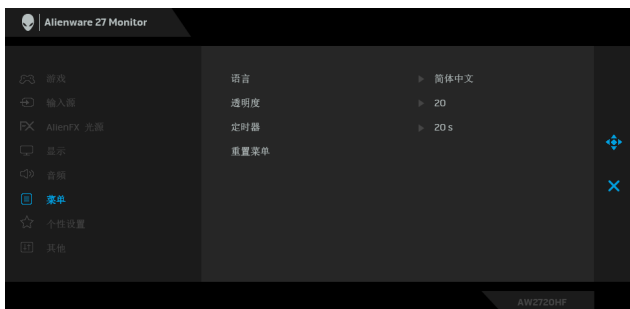 Alienware 27 Monitor
游戏
输入源
AlienFX 光源
显示
音频
菜单
个性设置
其他
语言 简体中文
透明度 20
定时器 20 s
重置菜单
AW2720HF